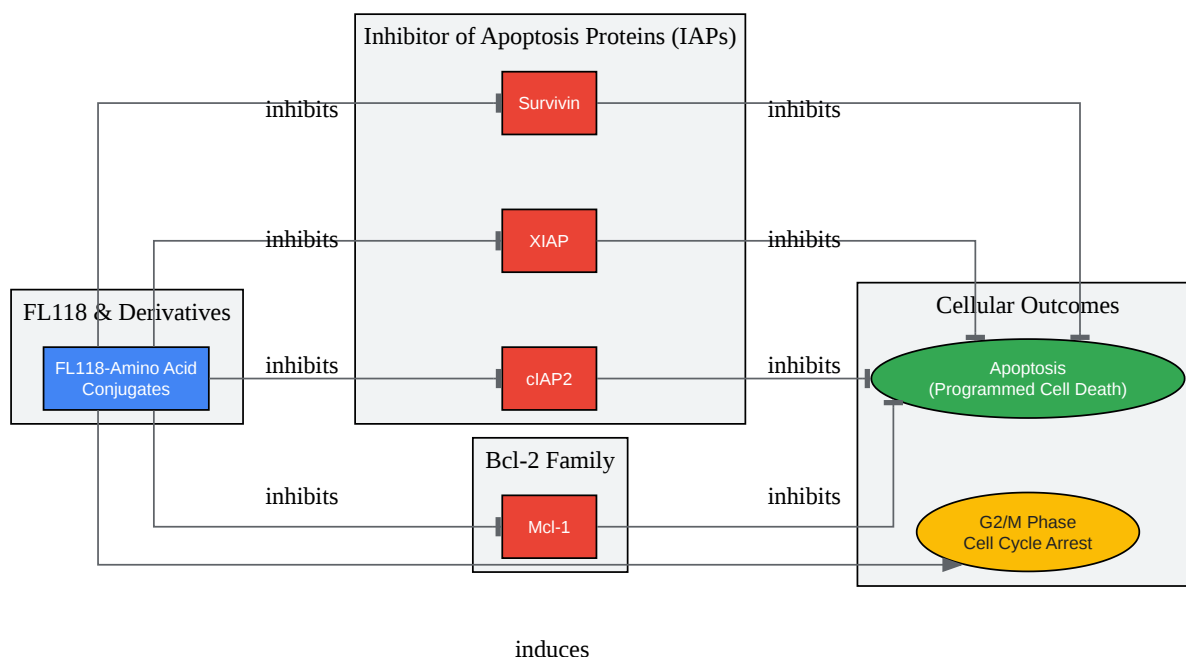 Inhibitor of Apoptosis Proteins (IAPs)
Survivin
inhibits
inhibits
XIAP
inhibits
inhibits
FL118 & Derivatives
Cellular Outcomes
FL118-Amino Acid
Conjugates
inhibits
cIAP2
inhibits
Apoptosis
(Programmed Cell Death)
Bcl-2 Family
inhibits
Mcl-1
inhibits
G2/M Phase
Cell Cycle Arrest
induces